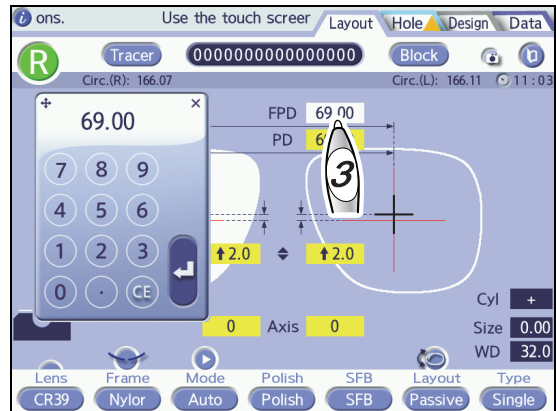 ons. Use the touch screen Layout Hole Design Data
R Tracer 0000000000000000 Block
Circ.(R): 166.07 Circ.(L): 166.11 11:03
69.00 ×
7 8 9
4 5 6
1 2 3
0 · CE
FPD 69.00
PD
3
2.0 2.0
0 Axis 0
Cyl +
Size 0.00
WD 32.0
Lens Frame Mode Polish SFB Layout Type
CR39 Nylor Auto Polish SFB Passive Single